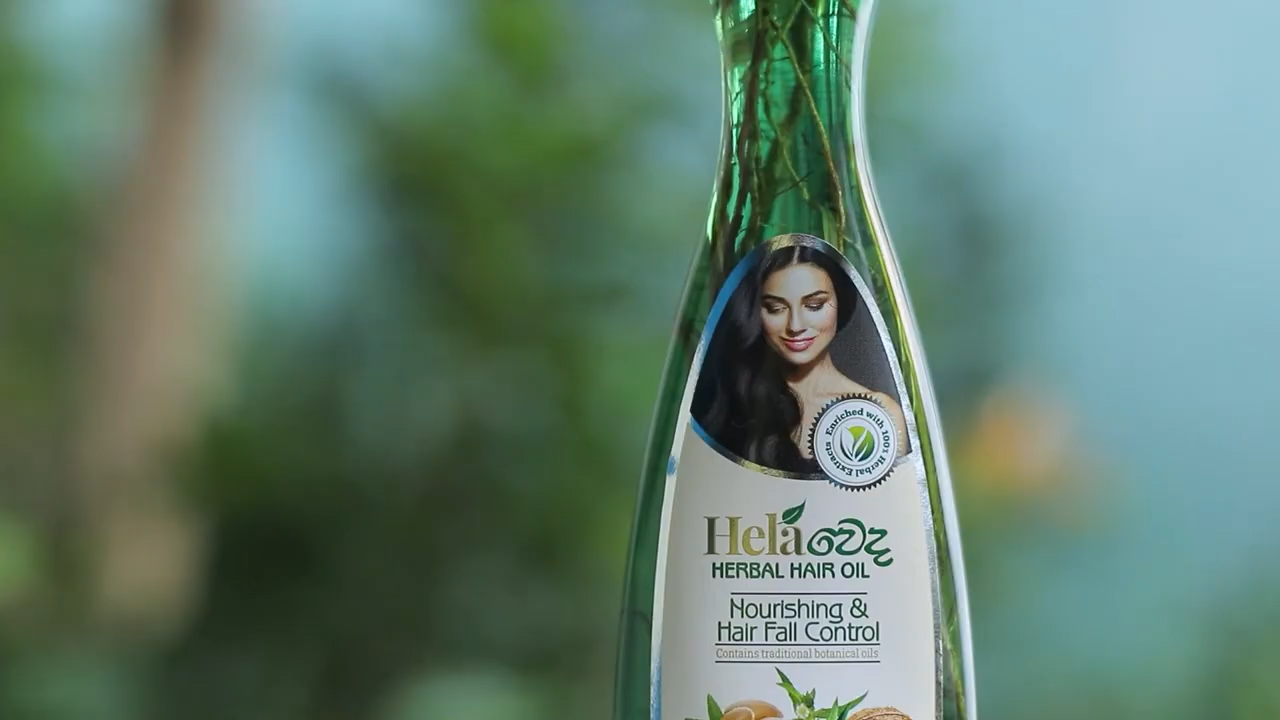 Enriched with 100% Herbal Extracts
Helaවෙද
HERBAL HAIR OIL
Nourishing &
Hair Fall Control
Contains traditional botanical oils